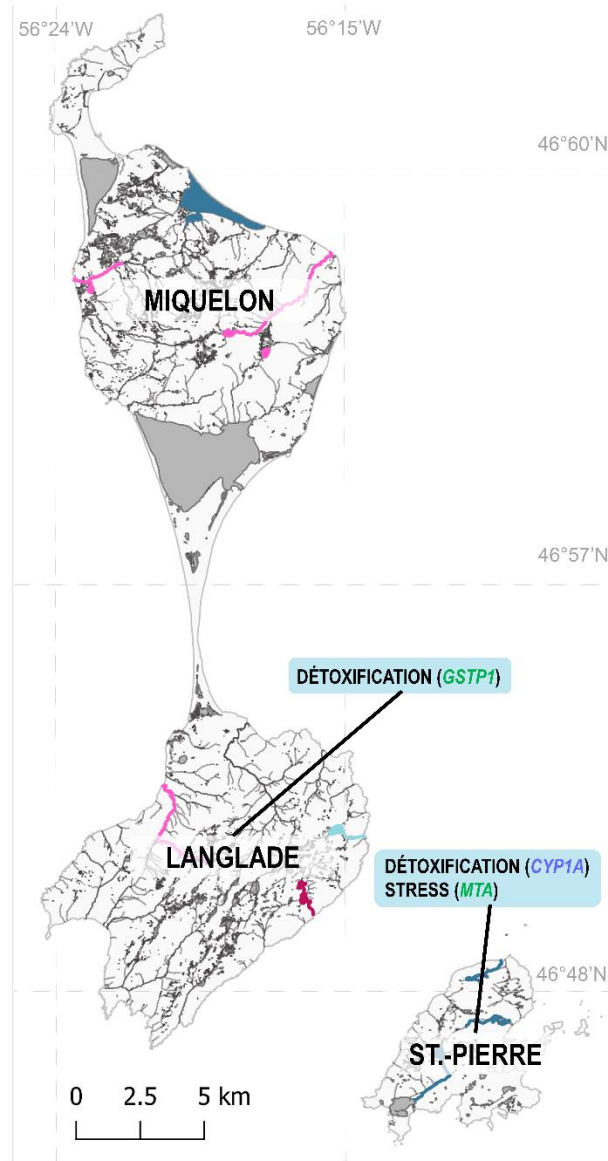 56°24'W 56°15'W
46°60'N
MIQUELON
46°57'N
DÉTOXIFICATION (GSTP1)
LANGLADE
DÉTOXIFICATION (CYP1A)
STRESS (MTA)
46°48'N
ST.-PIERRE
0 2.5 5 km